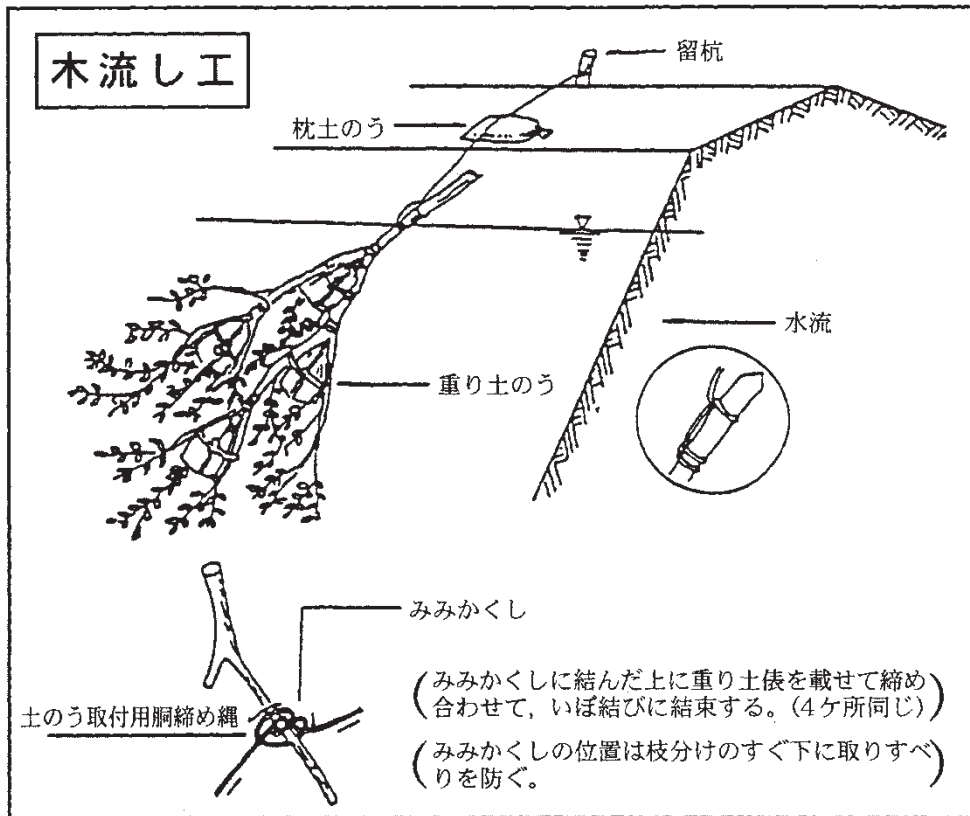 木流し工
留杭
枕土のう
水流
重り土のう
みみかくし
土のう取付用胴締め縄
(みみかくしに結んだ上に重り土俵を載せて締め
合わせて，いぼ結びに結束する。(4ケ所同じ))
(みみかくしの位置は枝分けのすぐ下に取りすべ
りを防ぐ。)